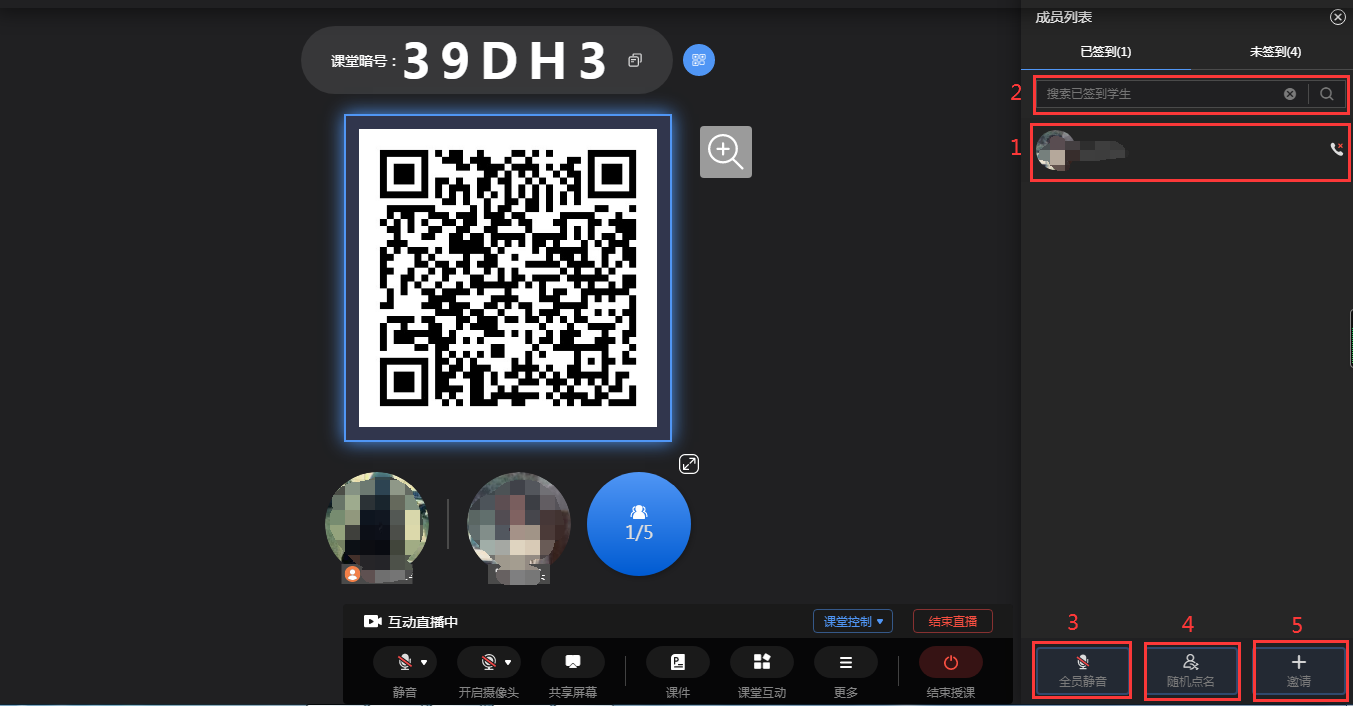 成员列表
课堂暗号：39DH3
已签到(1)
未签到(4)
2
搜索已签到学生
1
1/5
互动直播中
课堂控制
结束直播
静音
开启摄像头
共享屏幕
课件
课堂互动
更多
结束授课
3
4
5
全员静音
随机点名
邀请